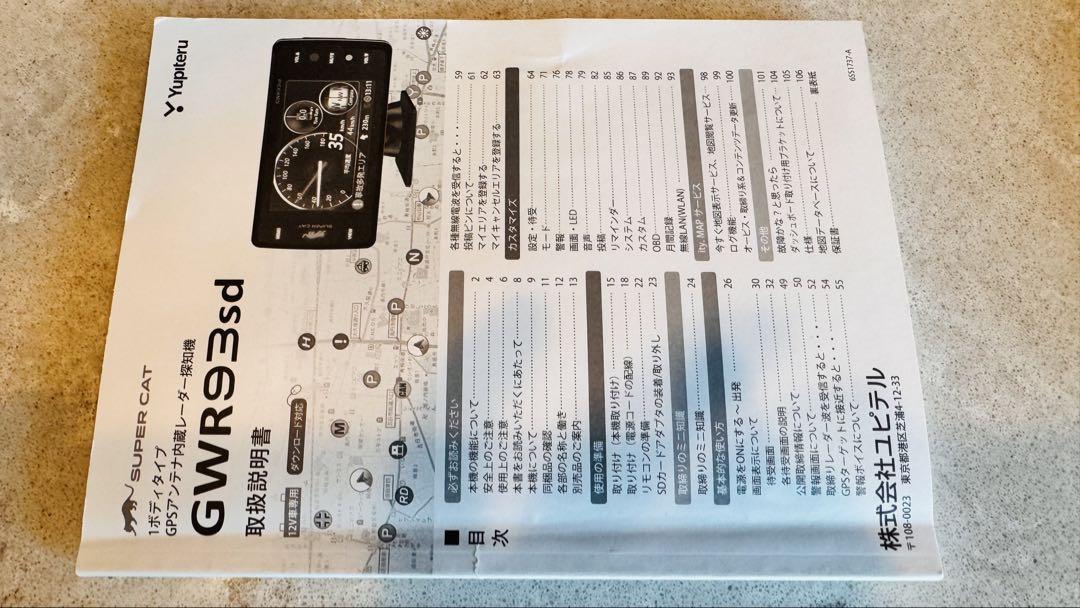 SUPER CAT
Yupiteru
1ボディタイプ
GPSアンテナ内蔵レーダー探知機
GWR93sd
取扱説明書
12V車専用
ダウンロード対応
■目次
必ずお読みください
本機の機能について 2
安全上のご注意 4
使用上のご注意 6
本書をお読みいただくにあたって 8
本機について 9
同梱品の確認 11
各部の名称と働き 12
別売品のご案内 13
使用の準備
取り付け(本機取り付け) 15
取り付け(電源コードの配線) 18
リモコンの準備 22
SDカードアダプタの装着/取り外し 23
取締りのミニ知識
取締りのミニ知識 24
基本的な使い方
電源をONにする ~ 出発 26
画面表示について 30
待受画面 32
各待受画面の説明 49
公開取締情報について 50
警報画面について 52
取締りレーダー波を受信すると・・・ 54
GPSターゲットに接近すると・・・ 55
警報ボイスについて
各種無線電波を受信すると・・・ 59
投稿ピンについて 61
マイエリアを登録する 62
マイキャンセルエリアを登録する 63
カスタマイズ
設定・待受 64
モード 71
警報 76
画面・LED 78
音声 79
投稿 82
リマインダー 85
システム 86
カスタム 87
OBD 89
月間記録 92
無線LAN(WLAN) 93
ity. MAPサービス
今すぐ地図表示サービス、地図閲覧サービス 98
ログ機能 99
オービス・取締り系&コンテンツデータ更新 100
その他
故障かな?と思ったら 101
ダッシュボード取り付け用ブラケットについて 104
仕様 105
地図データベースについて 106
保証書 裏表紙
株式会社ユピテル
〒108-0023 東京都港区芝浦4-12-33
6SS1737-A
SUPER CAT
事故多発エリア
平均速度
35 km/h
44km/h
230m
13:11